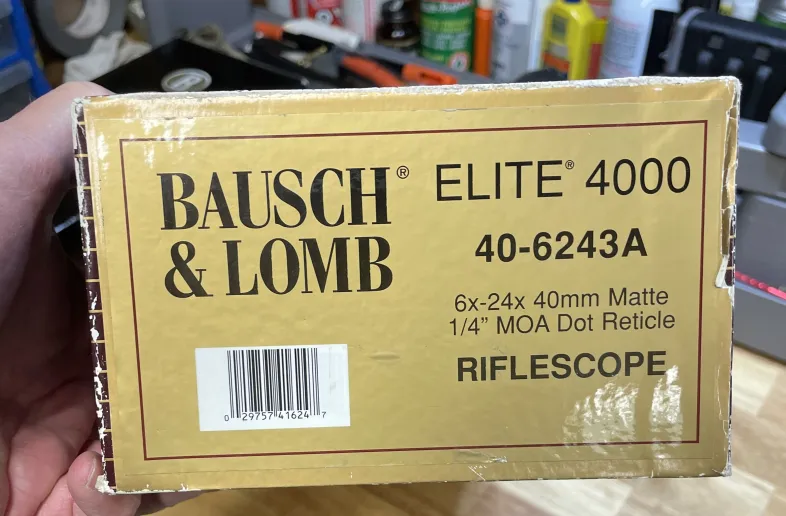 BAUSCH®
& LOMB
ELITE® 4000
40-6243A
6x-24x 40mm Matte
1/4" MOA Dot Reticle
RIFLESCOPE
0 29757 41624 7